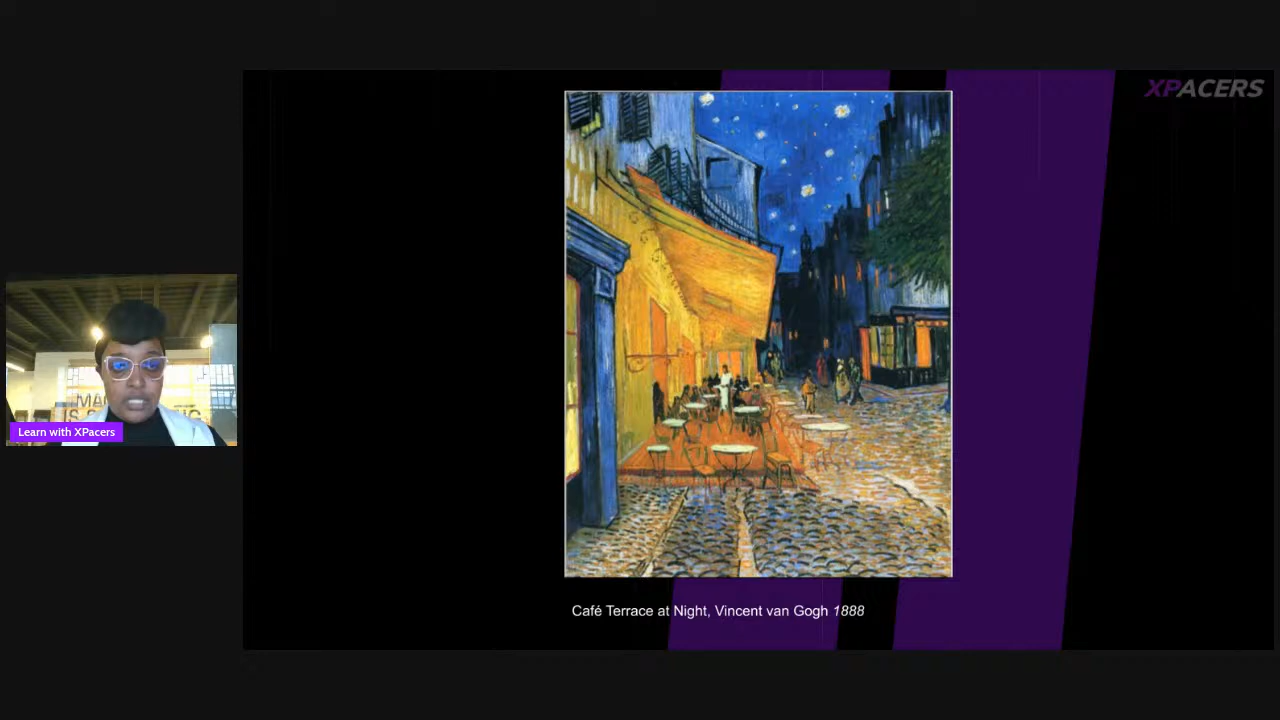 XPACERS
Learn with XPacers
Café Terrace at Night, Vincent van Gogh 1888